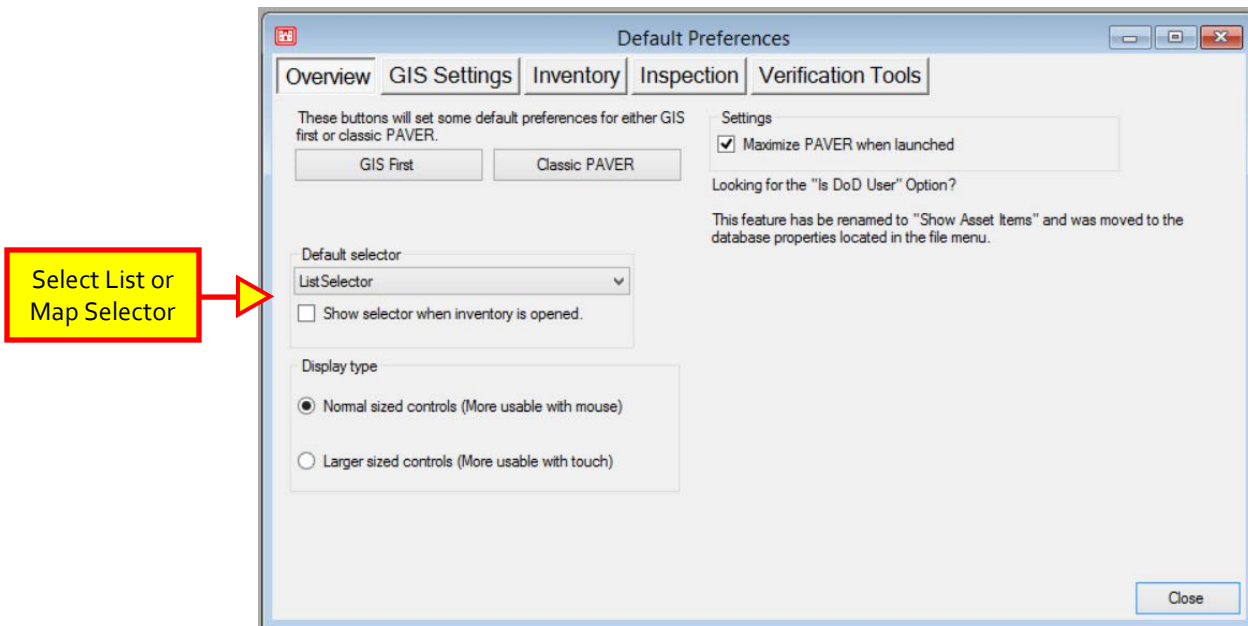 Default Preferences
Overview
GIS Settings
Inventory
Inspection
Verification Tools
These buttons will set some default preferences for either GIS
first or classic PAVER.
GIS First
Classic PAVER
Settings
Maximize PAVER when launched
Looking for the "Is DoD User" Option?
This feature has be renamed to "Show Asset Items" and was moved to the
database properties located in the file menu.
Select List or
Map Selector
Default selector
ListSelector
Show selector when inventory is opened.
Display type
Normal sized controls (More usable with mouse)
Larger sized controls (More usable with touch)
Close